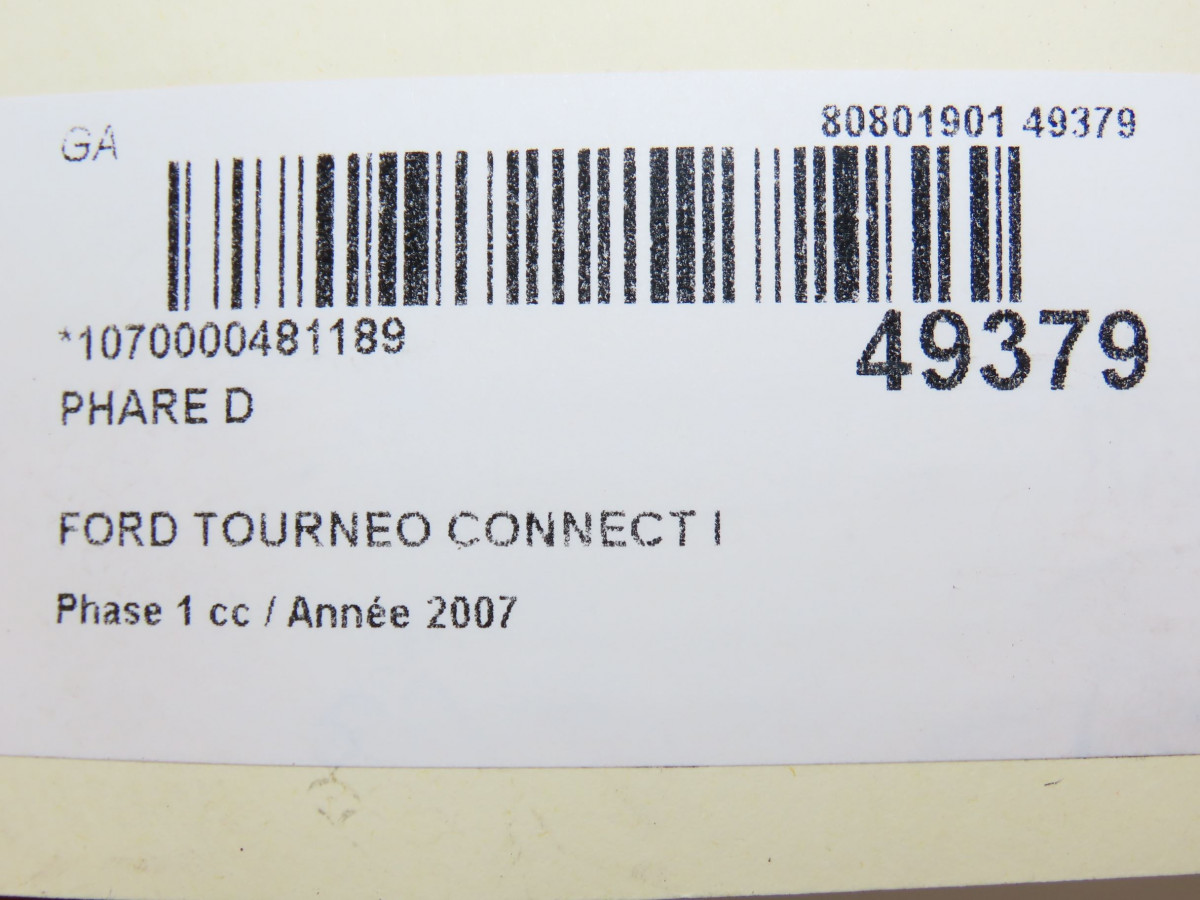 GA
80801901 49379
*1070000481189
49379
PHARE D
FORD TOURNEO CONNECT I
Phase 1 cc / Année 2007